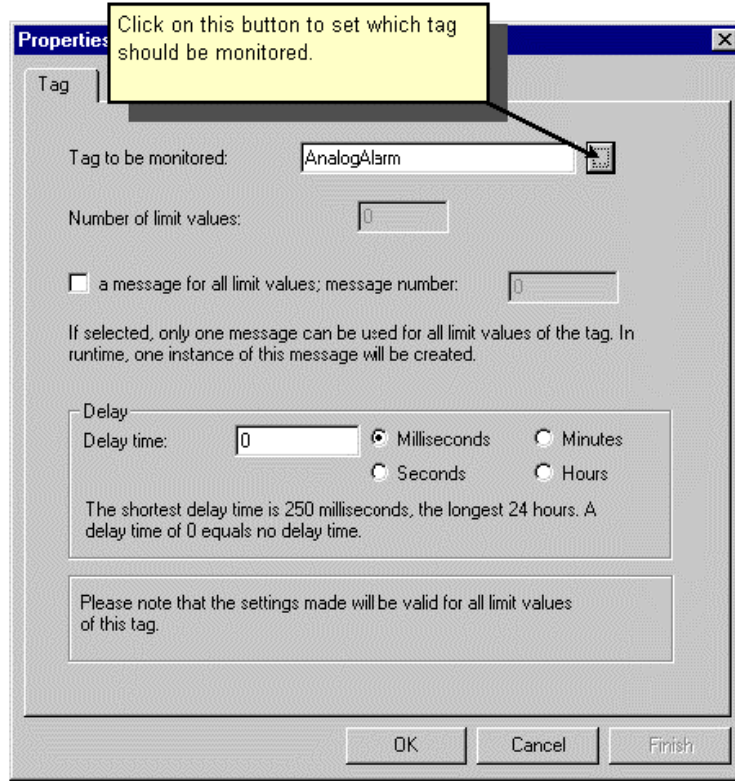 Click on this button to set which tag
should be monitored.
Properties
Tag
Tag to be monitored: AnalogAlarm
Number of limit values: 0
a message for all limit values; message number: 0
If selected, only one message can be used for all limit values of the tag. In
runtime, one instance of this message will be created.
Delay
Delay time: 0 Milliseconds Minutes
Seconds Hours
The shortest delay time is 250 milliseconds, the longest 24 hours. A
delay time of 0 equals no delay time.
Please note that the settings made will be valid for all limit values
of this tag.
OK Cancel Finish